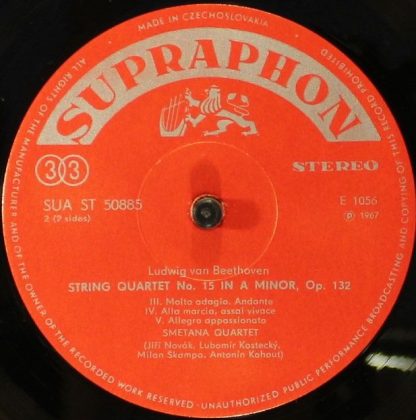 MADE IN CZECHOSLOVAKIA
ALL RIGHTS OF THE MANUFACTURER AND OF THE OWNER OF THE RECORDED WORK RESERVED - UNAUTHORIZED PUBLIC PERFORMANCE BROADCASTING AND COPYING OF THIS RECORD PROHIBITED
SUPRAPHON
33
STEREO
SUA ST 50885
E 1056
2 (2 sides)
Ⓟ 1967
Ludwig van Beethoven
STRING QUARTET No. 15 IN A MINOR, Op. 132
III. Molto adagio. Andante
IV. Alla marcia, assai vivace
V. Allegro appassionato
SMETANA QUARTET
(Jiří Novák, Lubomír Kostecký,
Milan Škampa, Antonín Kohout)